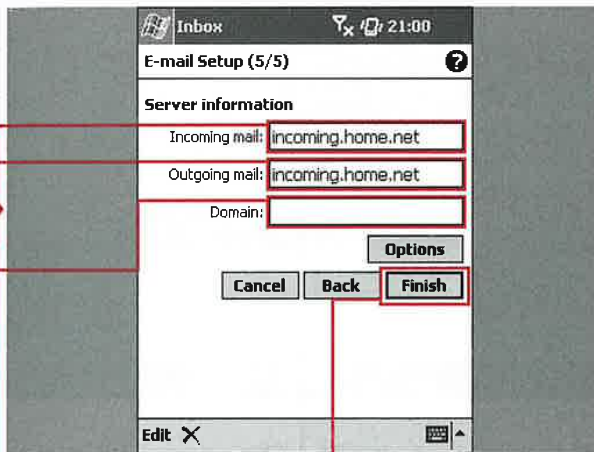 Inbox 21:00
E-mail Setup (5/5) ?
Server information
Incoming mail: incoming.home.net
Outgoing mail: incoming.home.net
Domain:
Options
Cancel Back Finish
Edit